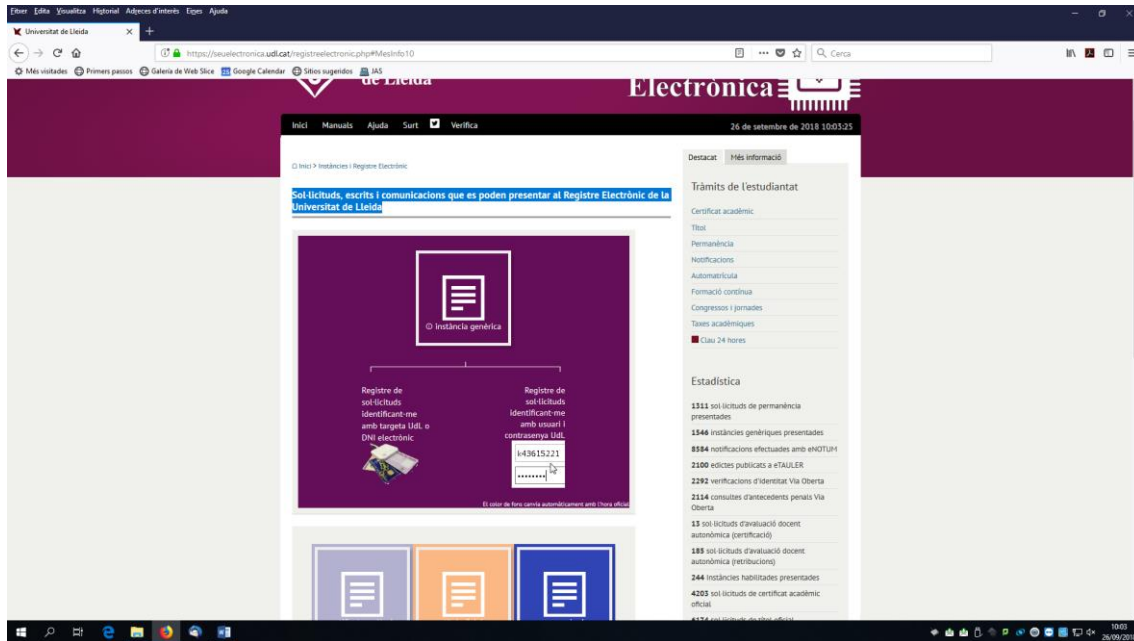 Fitxer Edita Visualitza Historial Adreces d'interès Eines Ajuda
Universitat de Lleida
https://seuelectronica.udl.cat/registreelectronic.php#MesInfo10
Cerca
Més visitades Primers passos Galería de Web Slice Google Calendar Sitios sugeridos JAS
de Lleida
Electrònica
Inici Manuals Ajuda Surt Verifica
26 de setembre de 2018 10:03:25
Inici > Instàncies i Registre Electrònic
Sol·licituds, escrits i comunicacions que es poden presentar al Registre Electrònic de la
Universitat de Lleida
instància genèrica
Registre de
sol·licituds
identificant-me
amb targeta UdL o
DNI electrònic
Registre de
sol·licituds
identificant-me
amb usuari i
contrasenya UdL
k43615221
••••••••
El color de fons canvia automàticament amb l'hora oficial
Destacat Més informació
Tràmits de l'estudiantat
Certificat acadèmic
Títol
Permanència
Notificacions
Automatrícula
Formació contínua
Congressos i jornades
Taxes acadèmiques
Clau 24 hores
Estadística
1311 sol·licituds de permanència
presentades
1546 instàncies genèriques presentades
8584 notificacions efectuades amb eNOTUM
2100 edictes publicats a eTAULER
2292 verificacions d'identitat Via Oberta
2114 consultes d'antecedents penals Via
Oberta
13 sol·licituds d'avaluació docent
autonòmica (certificació)
185 sol·licituds d'avaluació docent
autonòmica (retribucions)
244 Instàncies habilitades presentades
4203 sol·licituds de certificat acadèmic
oficial
10:03